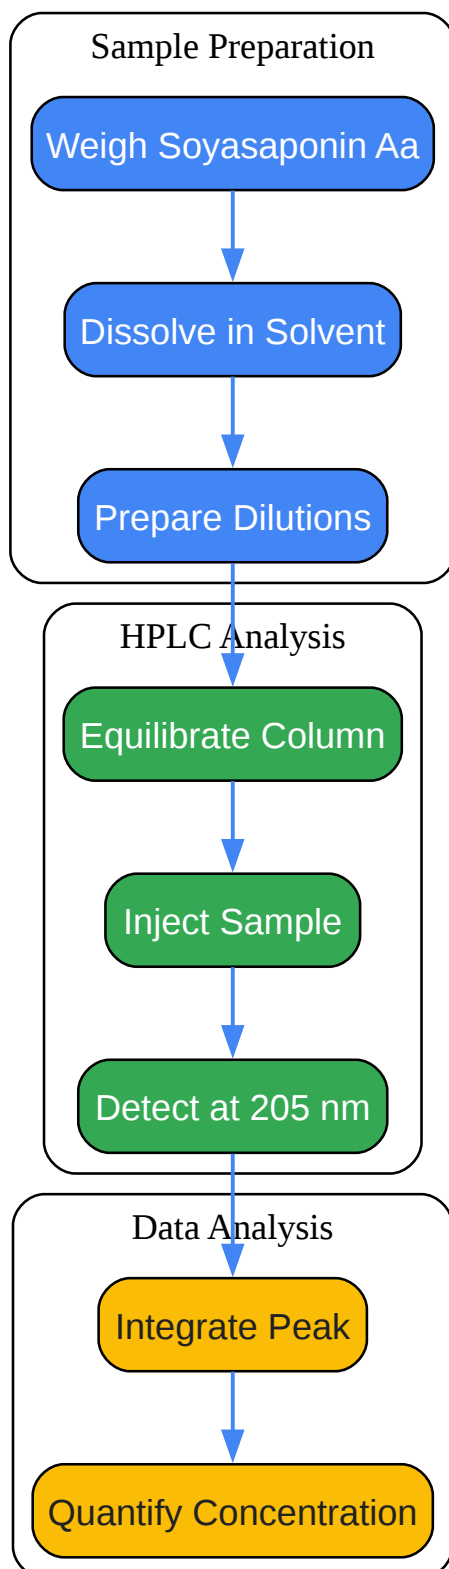 Sample Preparation
Weigh Soyasaponin Aa
Dissolve in Solvent
Prepare Dilutions
HPLC Analysis
Equilibrate Column
Inject Sample
Detect at 205 nm
Data Analysis
Integrate Peak
Quantify Concentration